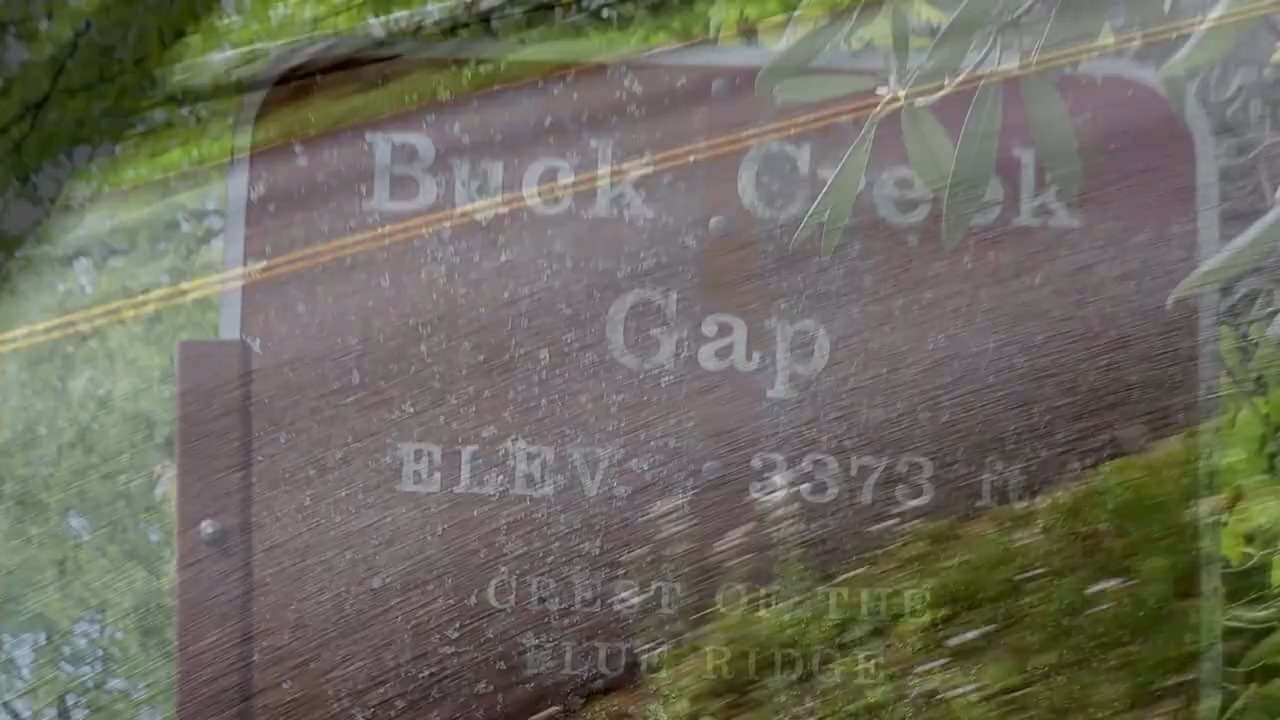 Buck Creek
Gap
ELEV. 3373 ft.
CREST OF THE
BLUE RIDGE